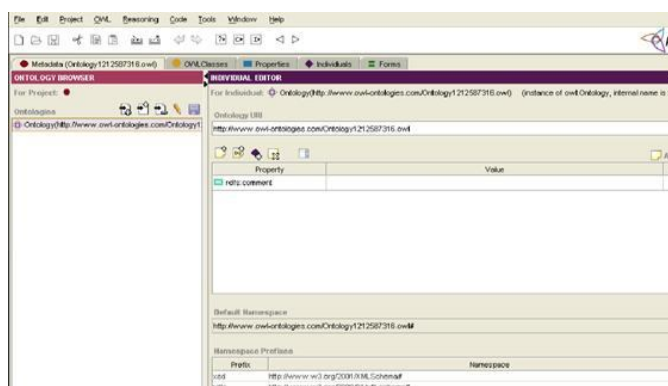 File Edit Project OWL Reasoning Code Tools Window Help
Metadata (Ontology1212587316.owl) OWLClasses Properties Individuals Forms
ONTOLOGY BROWSER
For Project:
Ontologies
Ontology(http://www.owl-ontologies.com/Ontology1
INDIVIDUAL EDITOR
For Individual: Ontology(http://www.owl-ontologies.com/Ontology1212587316.owl) (instance of owl:Ontology, internal name is
Ontology URI
http://www.owl-ontologies.com/Ontology1212587316.owl
Property Value
rdfs:comment
Default Namespace
http://www.owl-ontologies.com/Ontology1212587316.owl#
Namespace Prefixes
Prefix Namespace
xsd http://www.w3.org/2001/XMLSchema#